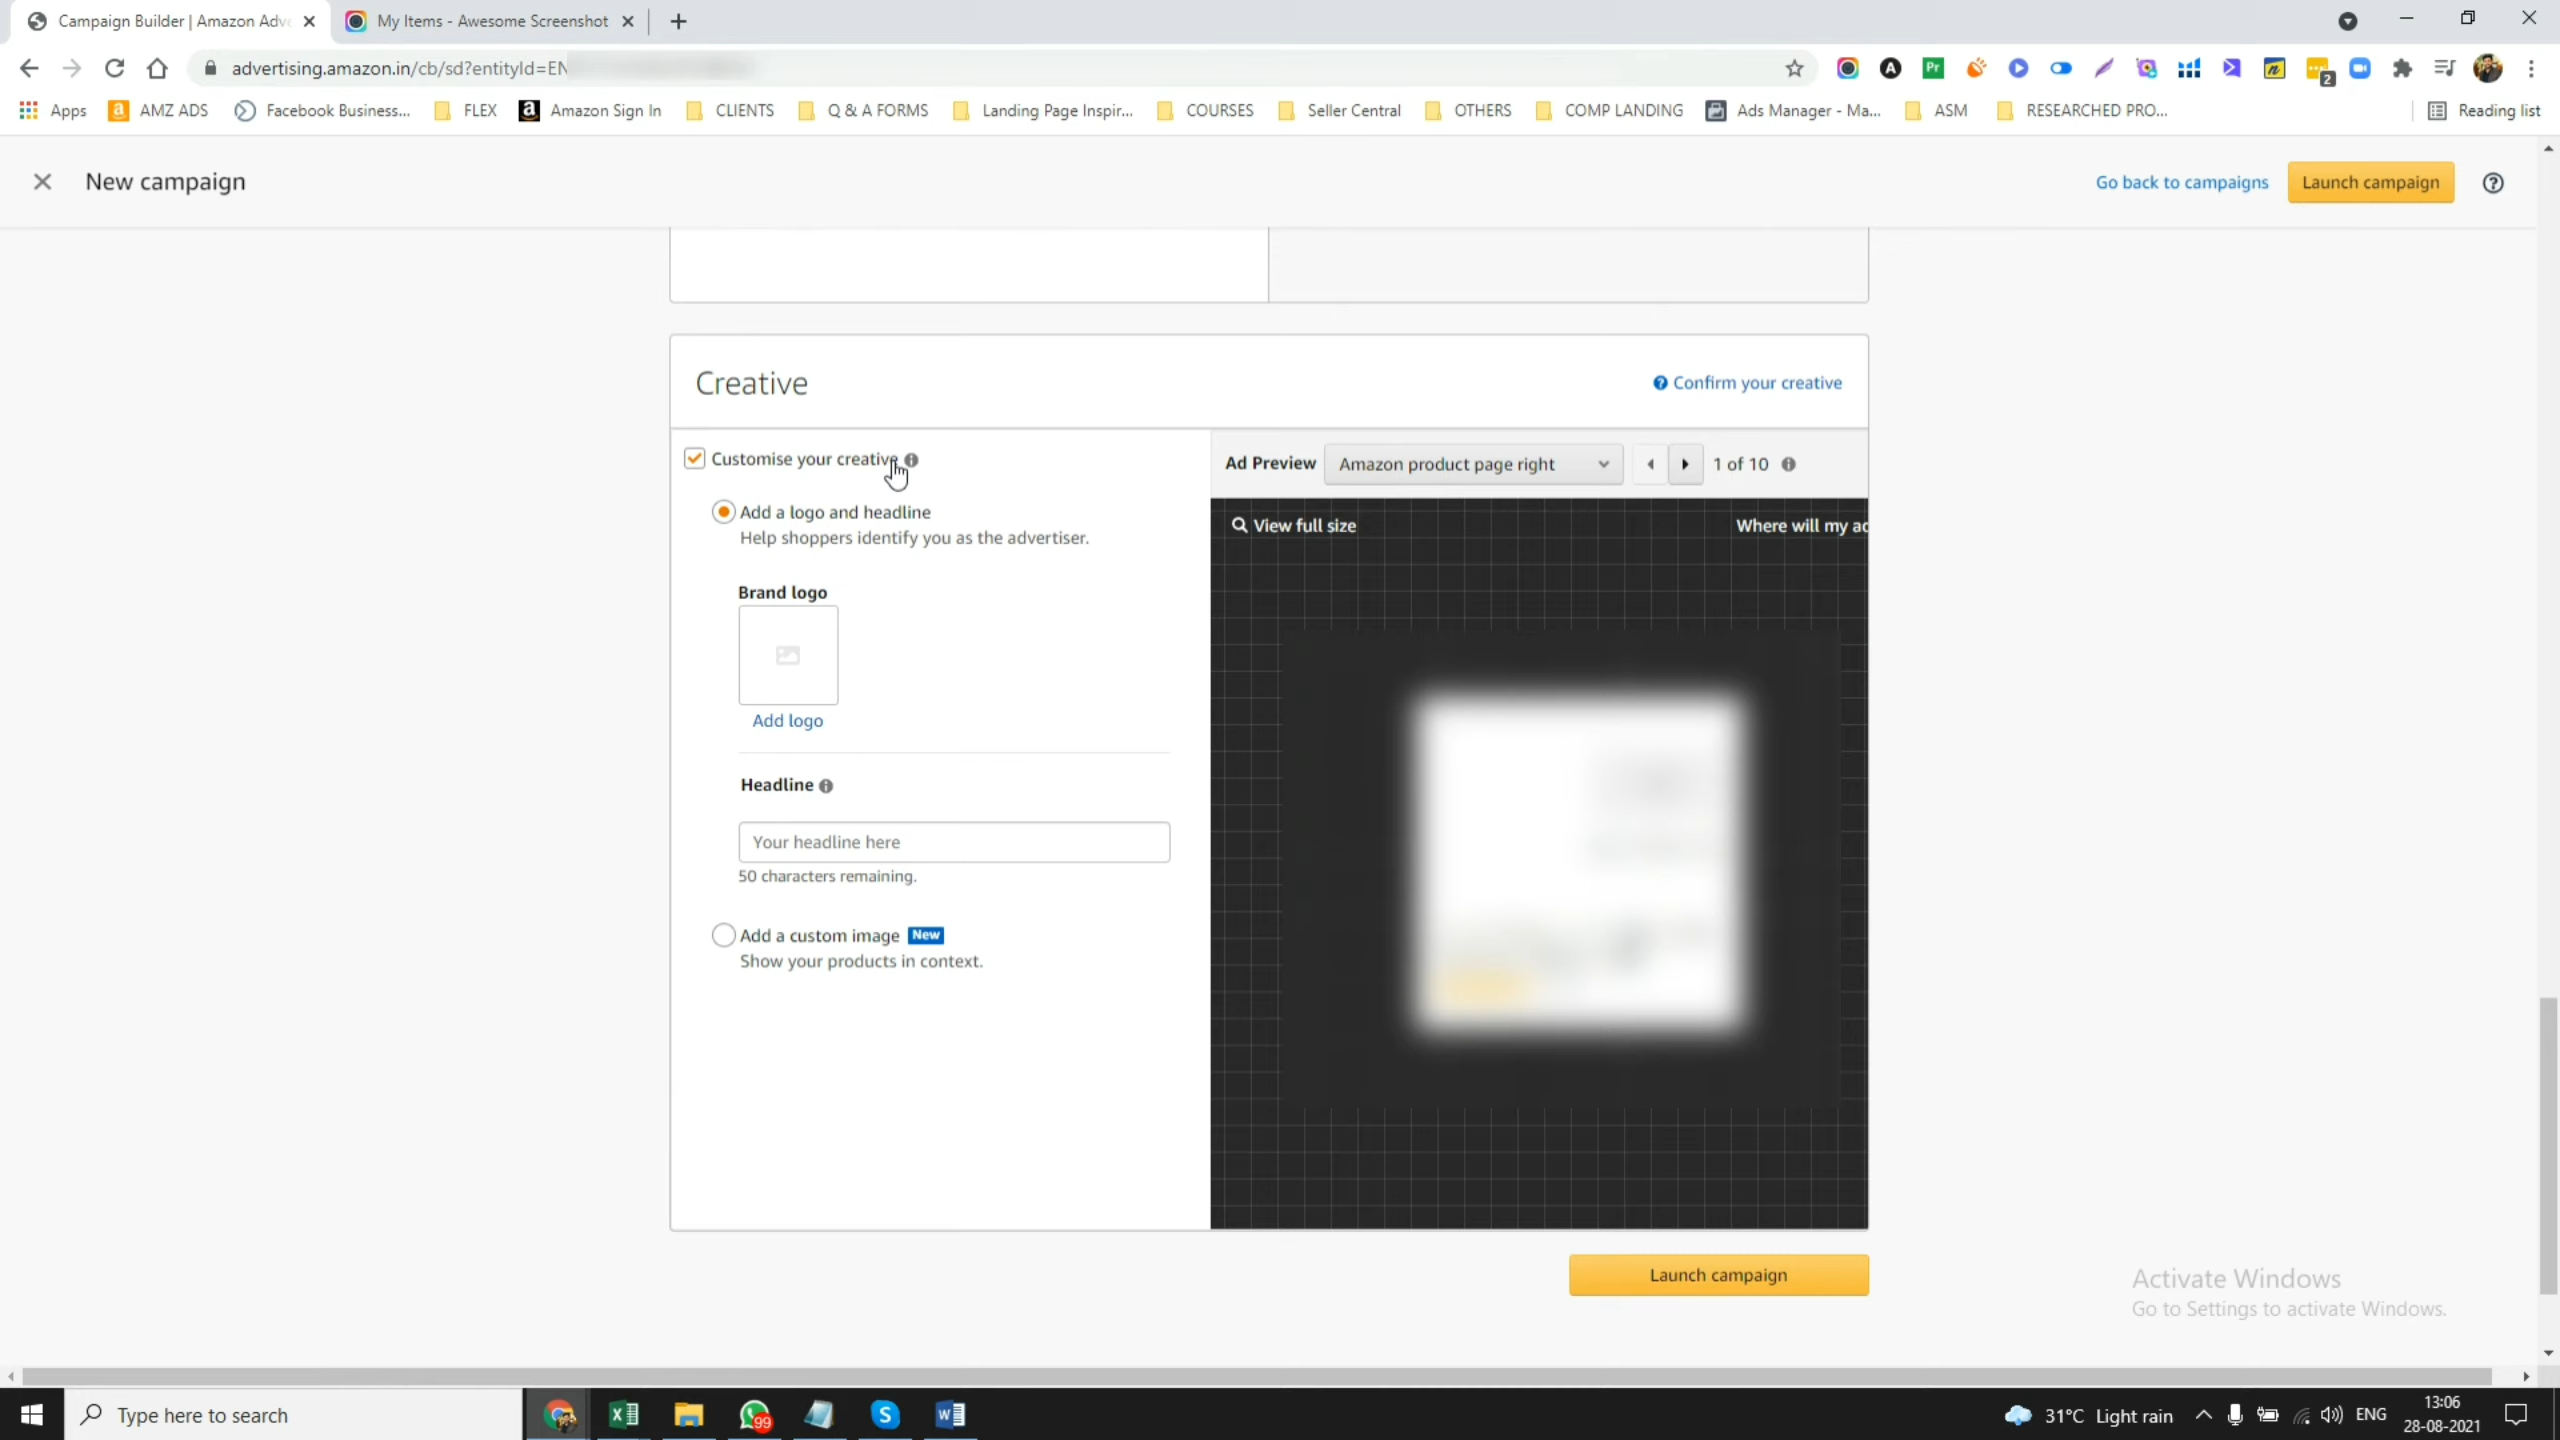 Campaign Builder | Amazon Adve
My Items - Awesome Screenshot
advertising.amazon.in/cb/sd?entityId=EN
A
Pr
n
2
Apps
a
AMZ ADS
Facebook Business...
FLEX
a
Amazon Sign In
CLIENTS
Q & A FORMS
Landing Page Inspir...
COURSES
Seller Central
OTHERS
COMP LANDING
Ads Manager - Ma...
ASM
RESEARCHED PRO...
Reading list
New campaign
Go back to campaigns
Launch campaign
Creative
Confirm your creative
Customise your creative
Ad Preview
Amazon product page right
1 of 10
Add a logo and headline
Help shoppers identify you as the advertiser.
View full size
Where will my ad
Brand logo
Add logo
Headline
Your headline here
50 characters remaining.
Add a custom image New
Show your products in context.
Launch campaign
Activate Windows
Go to Settings to activate Windows.
Type here to search
99
S
31°C Light rain
ENG
13:06
28-08-2021